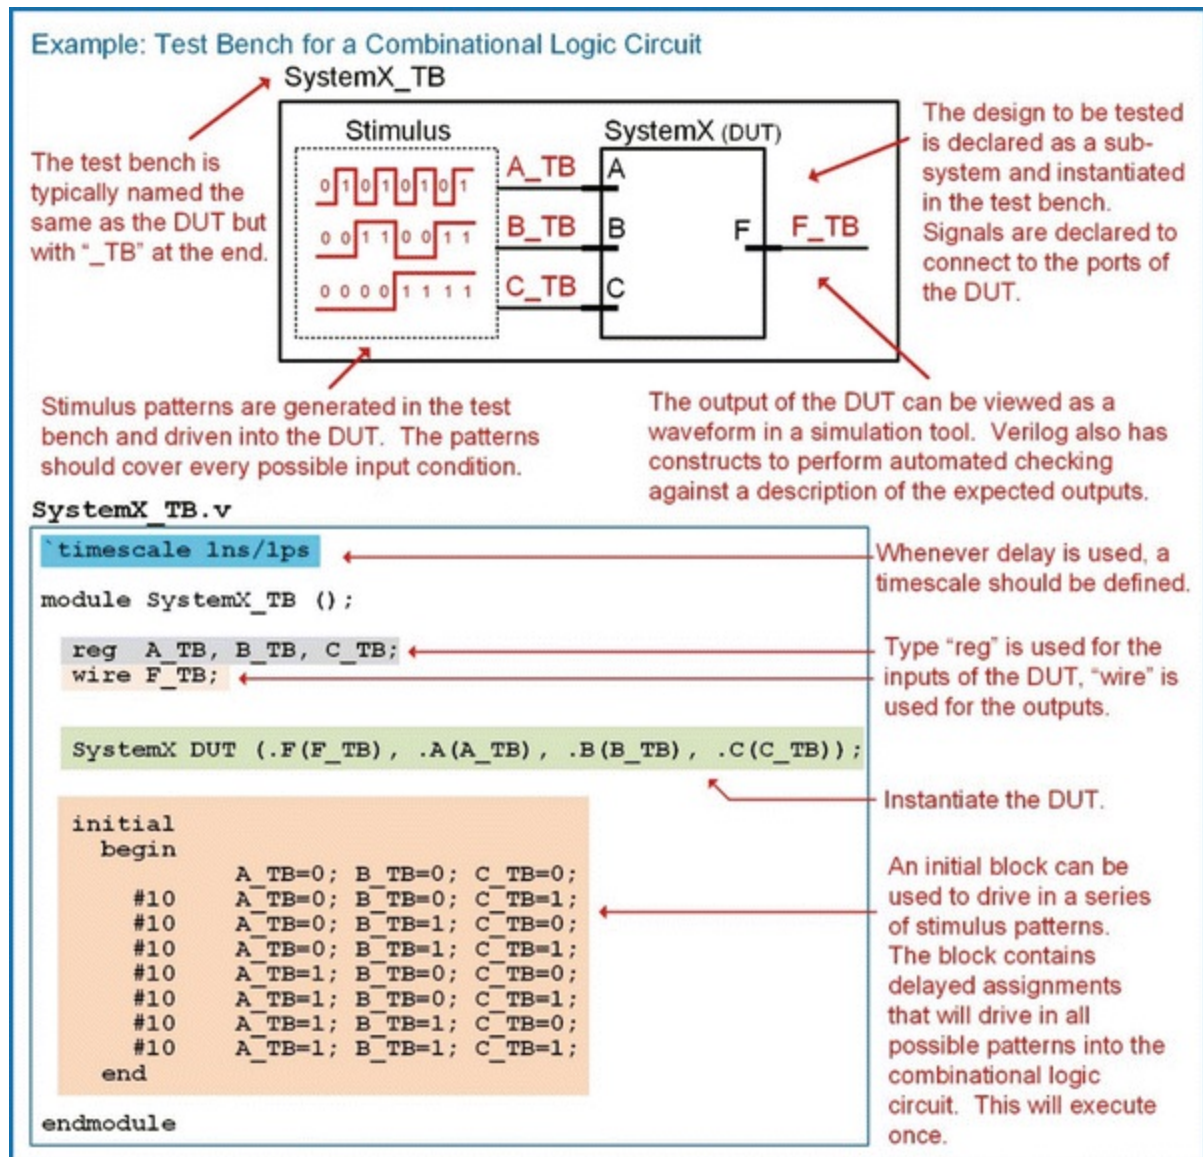 Example: Test Bench for a Combinational Logic Circuit
SystemX_TB
The test bench is
typically named the
same as the DUT but
with “_TB” at the end.
Stimulus
0 1 0 1 0 1 0 1
0 0 1 1 0 0 1 1
0 0 0 0 1 1 1 1
A_TB
B_TB
C_TB
SystemX (DUT)
A
B
C
F
F_TB
The design to be tested
is declared as a sub-
system and instantiated
in the test bench.
Signals are declared to
connect to the ports of
the DUT.
Stimulus patterns are generated in the test
bench and driven into the DUT. The patterns
should cover every possible input condition.
The output of the DUT can be viewed as a
waveform in a simulation tool. Verilog also has
constructs to perform automated checking
against a description of the expected outputs.
SystemX_TB.v
`timescale 1ns/1ps
module SystemX_TB ();
reg A_TB, B_TB, C_TB;
wire F_TB;
SystemX DUT (.F(F_TB), .A(A_TB), .B(B_TB), .C(C_TB));
initial
begin
A_TB=0; B_TB=0; C_TB=0;
#10 A_TB=0; B_TB=0; C_TB=1;
#10 A_TB=0; B_TB=1; C_TB=0;
#10 A_TB=0; B_TB=1; C_TB=1;
#10 A_TB=1; B_TB=0; C_TB=0;
#10 A_TB=1; B_TB=0; C_TB=1;
#10 A_TB=1; B_TB=1; C_TB=0;
#10 A_TB=1; B_TB=1; C_TB=1;
end
endmodule
Whenever delay is used, a
timescale should be defined.
Type “reg” is used for the
inputs of the DUT, “wire” is
used for the outputs.
Instantiate the DUT.
An initial block can be
used to drive in a series
of stimulus patterns.
The block contains
delayed assignments
that will drive in all
possible patterns into the
combinational logic
circuit. This will execute
once.